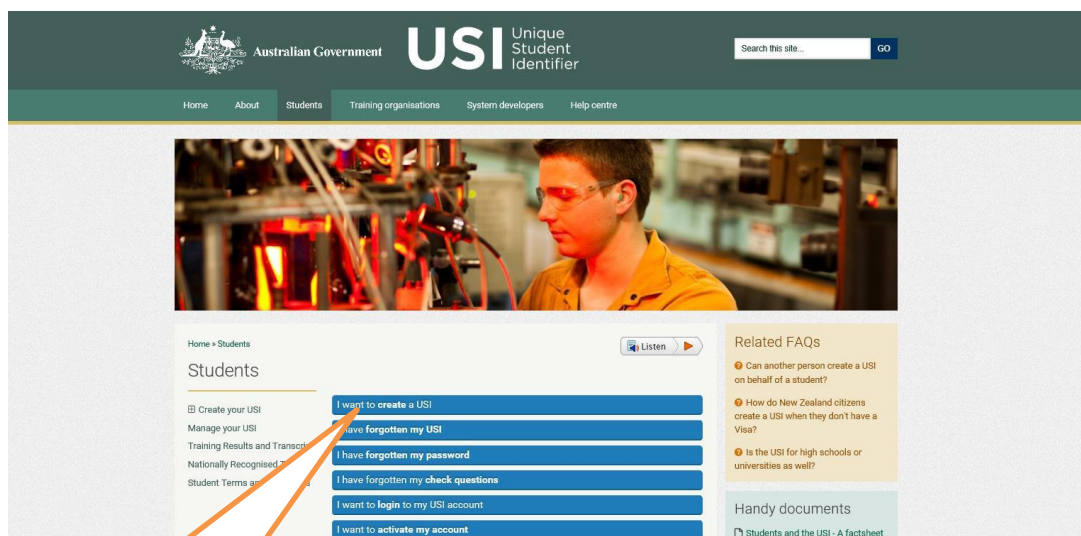 Australian Government
USI
Unique
Student
Identifier
Search this site...
GO
Home About Students Training organisations System developers Help centre
Home » Students
Listen
Students
Create your USI
Manage your USI
Training Results and
Nationally Recognised
Student Terms
I want to create a USI
have forgotten my USI
I have forgotten my password
I have forgotten my check questions
I want to login to my USI account
I want to activate my account
Related FAQs
Can another person create a USI
on behalf of a student?
How do New Zealand citizens
create a USI when they don't have a
Visa?
Is the USI for high schools or
universities as well?
Handy documents
Students and the USI - A factsheet